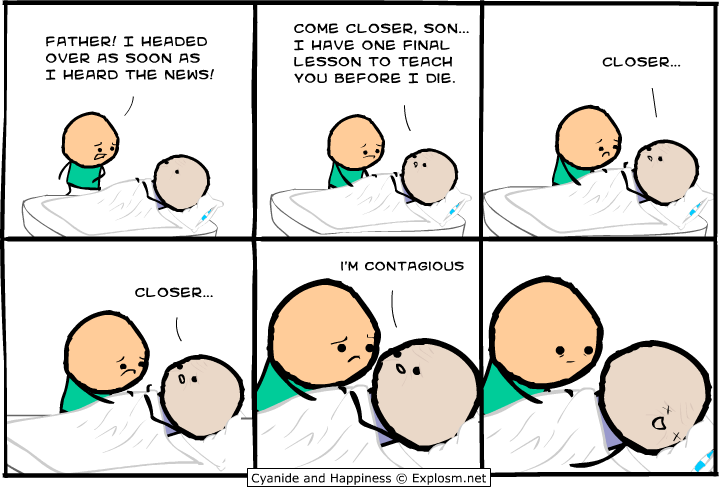 FATHER! I HEADED
OVER AS SOON AS
I HEARD THE NEWS!
COME CLOSER, SON...
I HAVE ONE FINAL
LESSON TO TEACH
YOU BEFORE I DIE.
CLOSER...
CLOSER...
I'M CONTAGIOUS
Cyanide and Happiness © Explosm.net